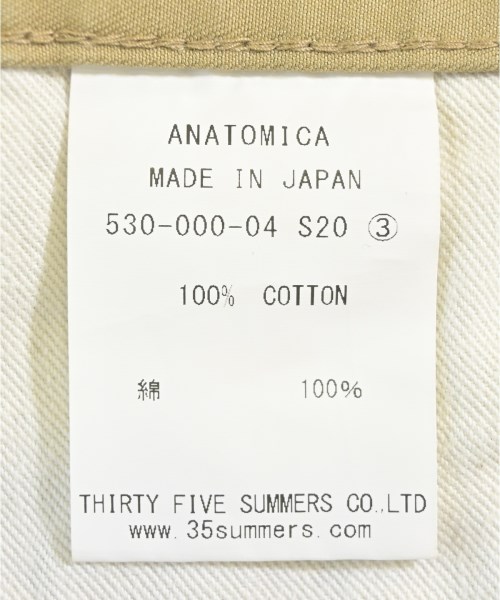 ANATOMICA
MADE IN JAPAN
530-000-04 S20 ③
100% COTTON
綿 100%
THIRTY FIVE SUMMERS CO.,LTD
www.35summers.com